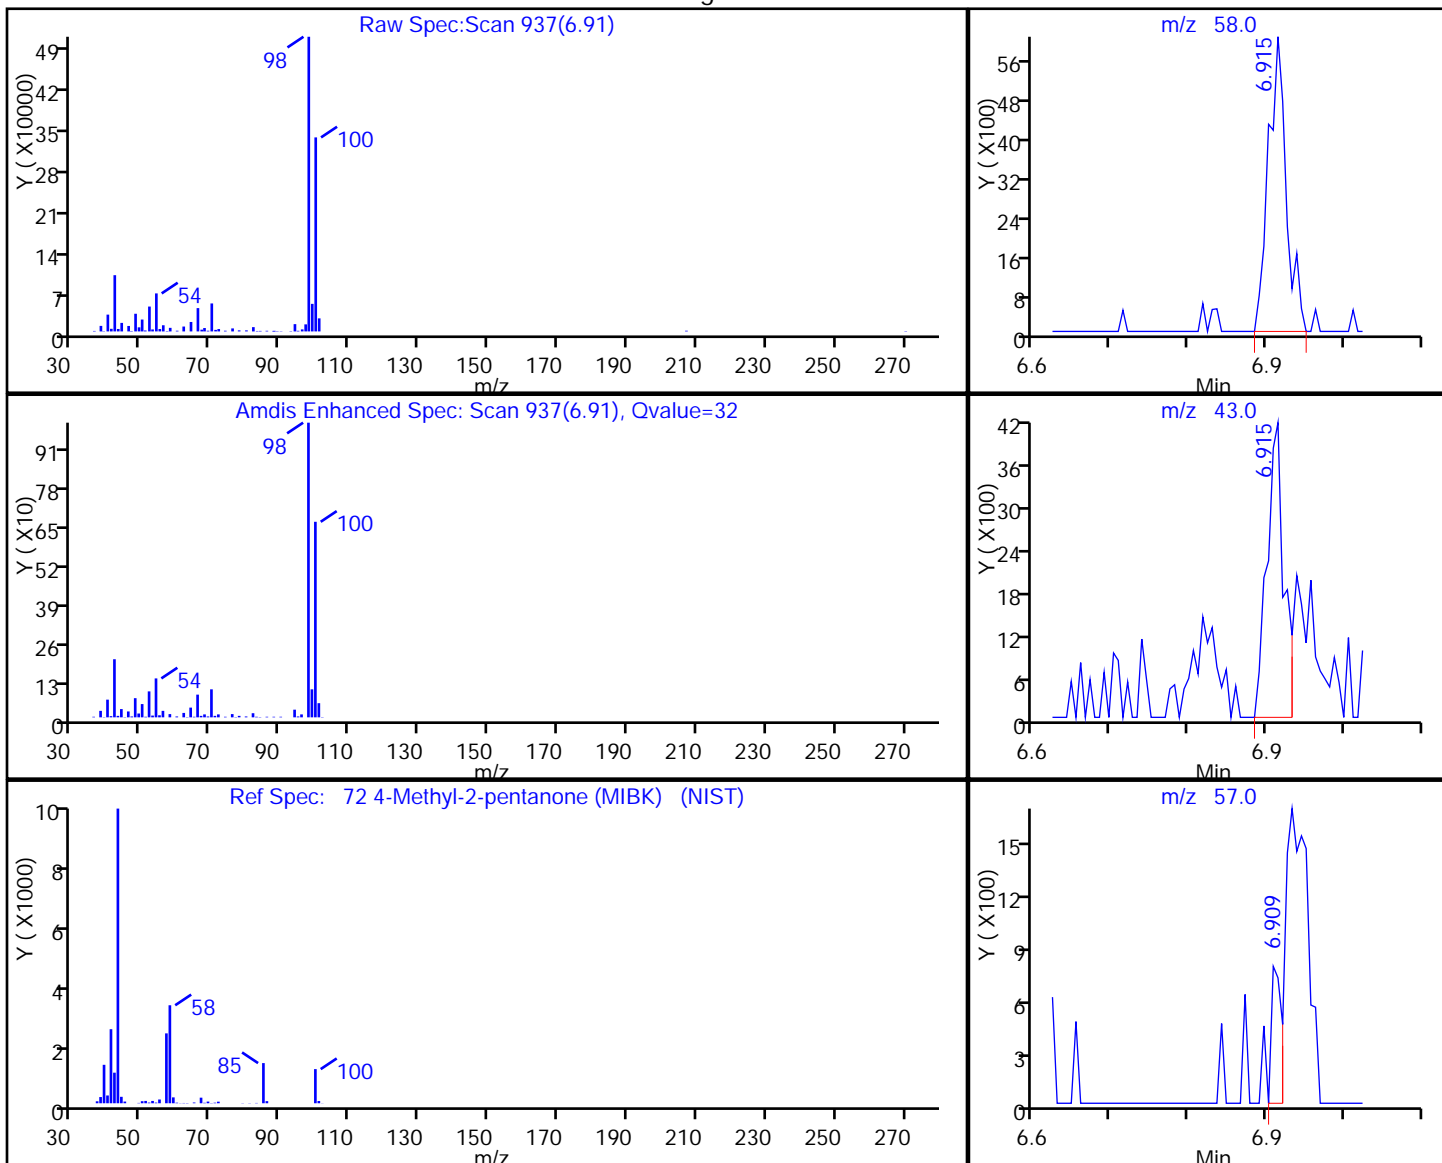 Raw Spec:Scan 937(6.91)
Y ( X10000)
49
42
35
28
21
14
7
0
98
100
54
30 50 70 90 110 130 150 170 190 210 230 250 270
m/z
m/z 58.0
Y ( X100)
56
48
40
32
24
16
8
0
6.915
6.6 6.9
Min
Amdis Enhanced Spec: Scan 937(6.91), Qvalue=32
Y ( X10)
91
78
65
52
39
26
13
0
98
100
54
30 50 70 90 110 130 150 170 190 210 230 250 270
m/z
m/z 43.0
Y ( X100)
42
36
30
24
18
12
6
0
6.915
6.6 6.9
Min
Ref Spec: 72 4-Methyl-2-pentanone (MIBK) (NIST)
Y ( X1000)
10
8
6
4
2
0
58
85
100
30 50 70 90 110 130 150 170 190 210 230 250 270
m/z
m/z 57.0
Y ( X100)
15
12
9
6
3
0
6.909
6.6 6.9
Min